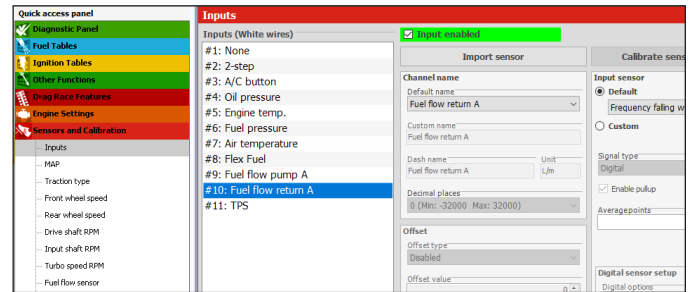 Quick access panel
Diagnostic Panel
Fuel Tables
Ignition Tables
Other Functions
Drag Race Features
Engine Settings
Sensors and Calibration
Inputs
MAP
Traction type
Front wheel speed
Rear wheel speed
Drive shaft RPM
Input shaft RPM
Turbo speed RPM
Fuel flow sensor
Inputs
Inputs (White wires)
#1: None
#2: 2-step
#3: A/C button
#4: Oil pressure
#5: Engine temp.
#6: Fuel pressure
#7: Air temperature
#8: Flex Fuel
#9: Fuel flow pump A
#10: Fuel flow return A
#11: TPS
Input enabled
Import sensor
Calibrate sens
Channel name
Default name
Fuel flow return A
Custom name
Fuel flow return A
Dash name
Unit
Fuel flow return A
L/m
Decimal places
0 (Min: -32000 Max: 32000)
Offset
Offset type
Disabled
Offset value
0
Input sensor
Default
Frequency falling w
Custom
Signal type
Digital
Enable pullup
Averagepoints
Digital sensor setup
Digital options